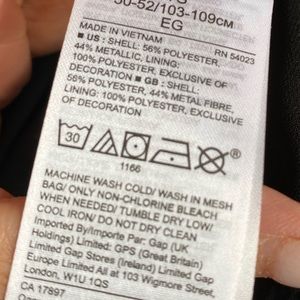 50-52/103-109CM
EG
MADE IN VIETNAM RN 54023
■ US : SHELL: 56% POLYESTER,
44% METALLIC, LINING:
100% POLYESTER, EXCLUSIVE OF
DECORATION ■ GB : SHELL:
56% POLYESTER, 44% METAL FIBRE,
LINING: 100% POLYESTER, EXCLUSIVE
OF DECORATION
30
®
1166
MACHINE WASH COLD/ WASH IN MESH
BAG/ ONLY NON-CHLORINE BLEACH
WHEN NEEDED/ TUMBLE DRY LOW/
COOL IRON/ DO NOT DRY CLEAN
Imported By/Importe Par: Gap (UK
Holdings) Limited: GPS (Great Britain)
Limited Gap Stores (Ireland) Limited Gap
Europe Limited All at 103 Wigmore Street,
London, W1U 1QS
CA 17897